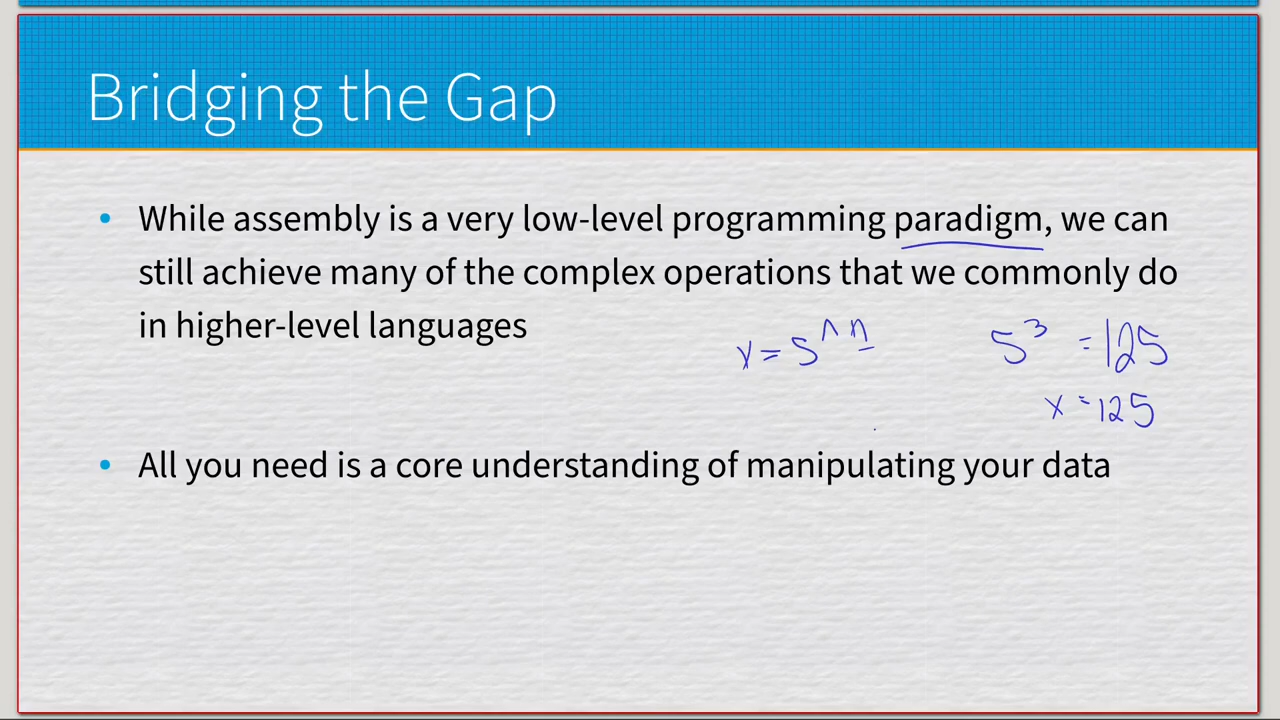 Bridging the Gap
• While assembly is a very low-level programming paradigm, we can
still achieve many of the complex operations that we commonly do
in higher-level languages
x = 5 ^ n
5³ = 125
x = 125
• All you need is a core understanding of manipulating your data